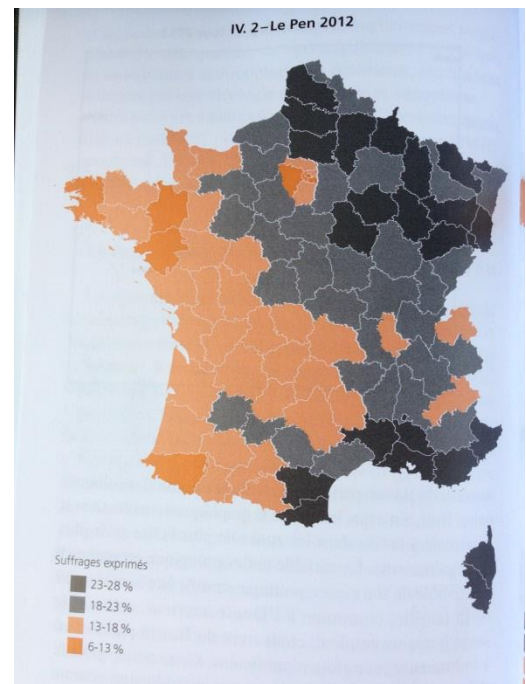 IV. 2–Le Pen 2012
Suffrages exprimés
23-28 %
18-23 %
13-18 %
6-13 %